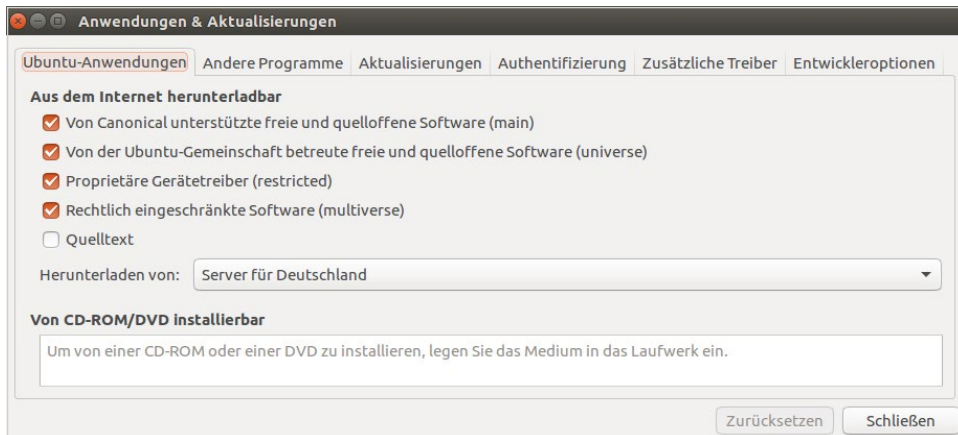 Anwendungen & Aktualisierungen
Ubuntu-Anwendungen Andere Programme Aktualisierungen Authentifizierung Zusätzliche Treiber Entwickleroptionen
Aus dem Internet herunterladbar
Von Canonical unterstützte freie und quelloffene Software (main)
Von der Ubuntu-Gemeinschaft betreute freie und quelloffene Software (universe)
Proprietäre Gerätetreiber (restricted)
Rechtlich eingeschränkte Software (multiverse)
Quelltext
Herunterladen von: Server für Deutschland
Von CD-ROM/DVD installierbar
Um von einer CD-ROM oder einer DVD zu installieren, legen Sie das Medium in das Laufwerk ein.
Zurücksetzen Schließen